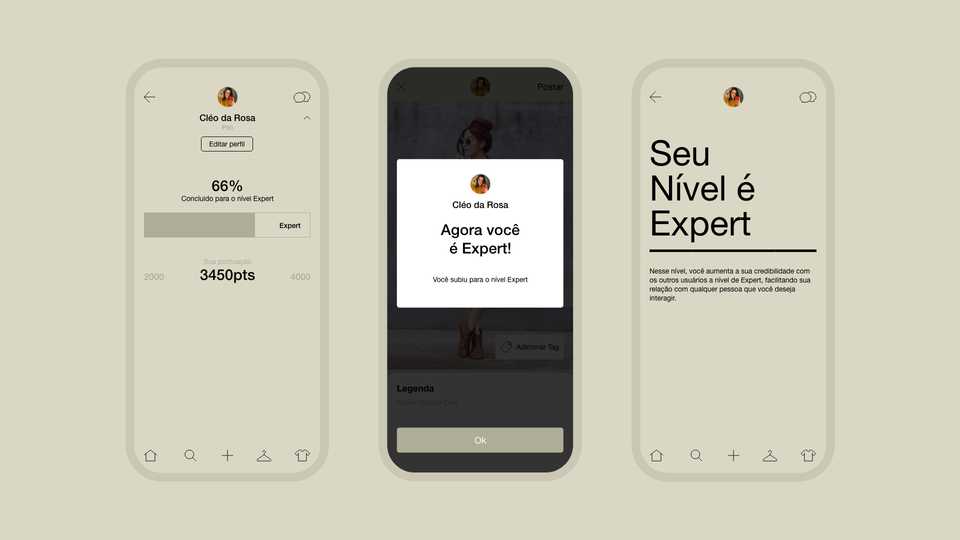 Cléo da Rosa
Pro
Editar perfil
66%
Concluído para o nível Expert
Expert
Sua pontuação
2000
3450pts
4000
Postar
Cléo da Rosa
Agora você
é Expert!
Você subiu para o nível Expert
Adicionar Tag
Legenda
Ok
Seu
Nível é
Expert
Nesse nível, você aumenta a sua credibilidade com
os outros usuários a nível de Expert, facilitando sua
relação com qualquer pessoa que você deseja
interagir.